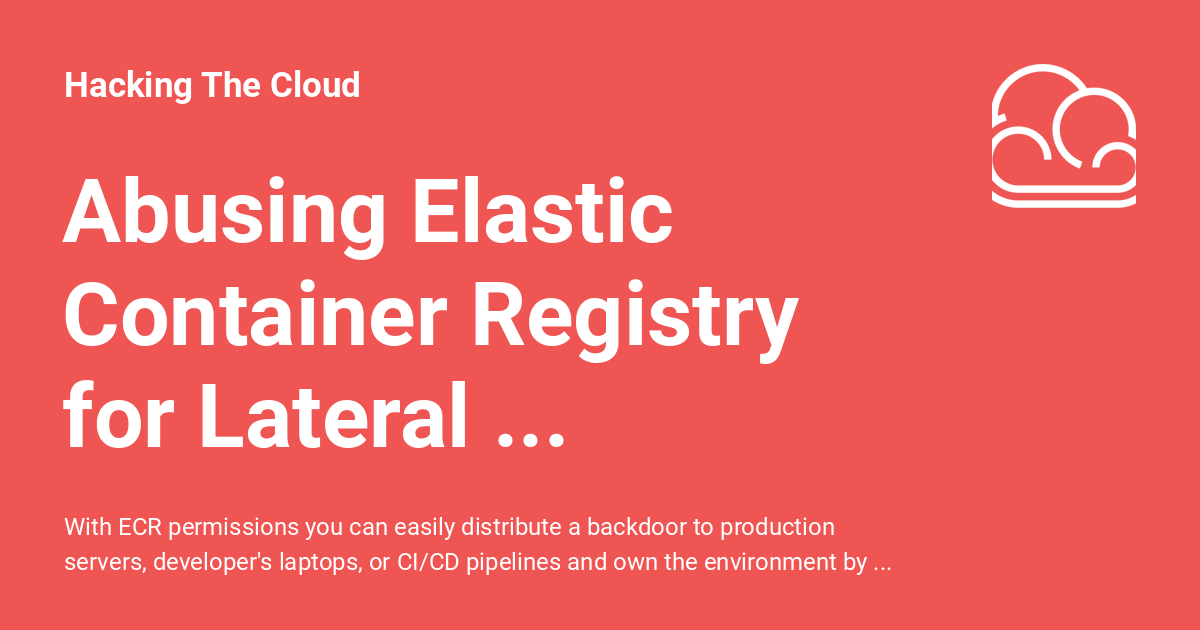 Hacking The Cloud
Abusing Elastic
Container Registry
for Lateral ...
With ECR permissions you can easily distribute a backdoor to production
servers, developer's laptops, or CI/CD pipelines and own the environment by ...